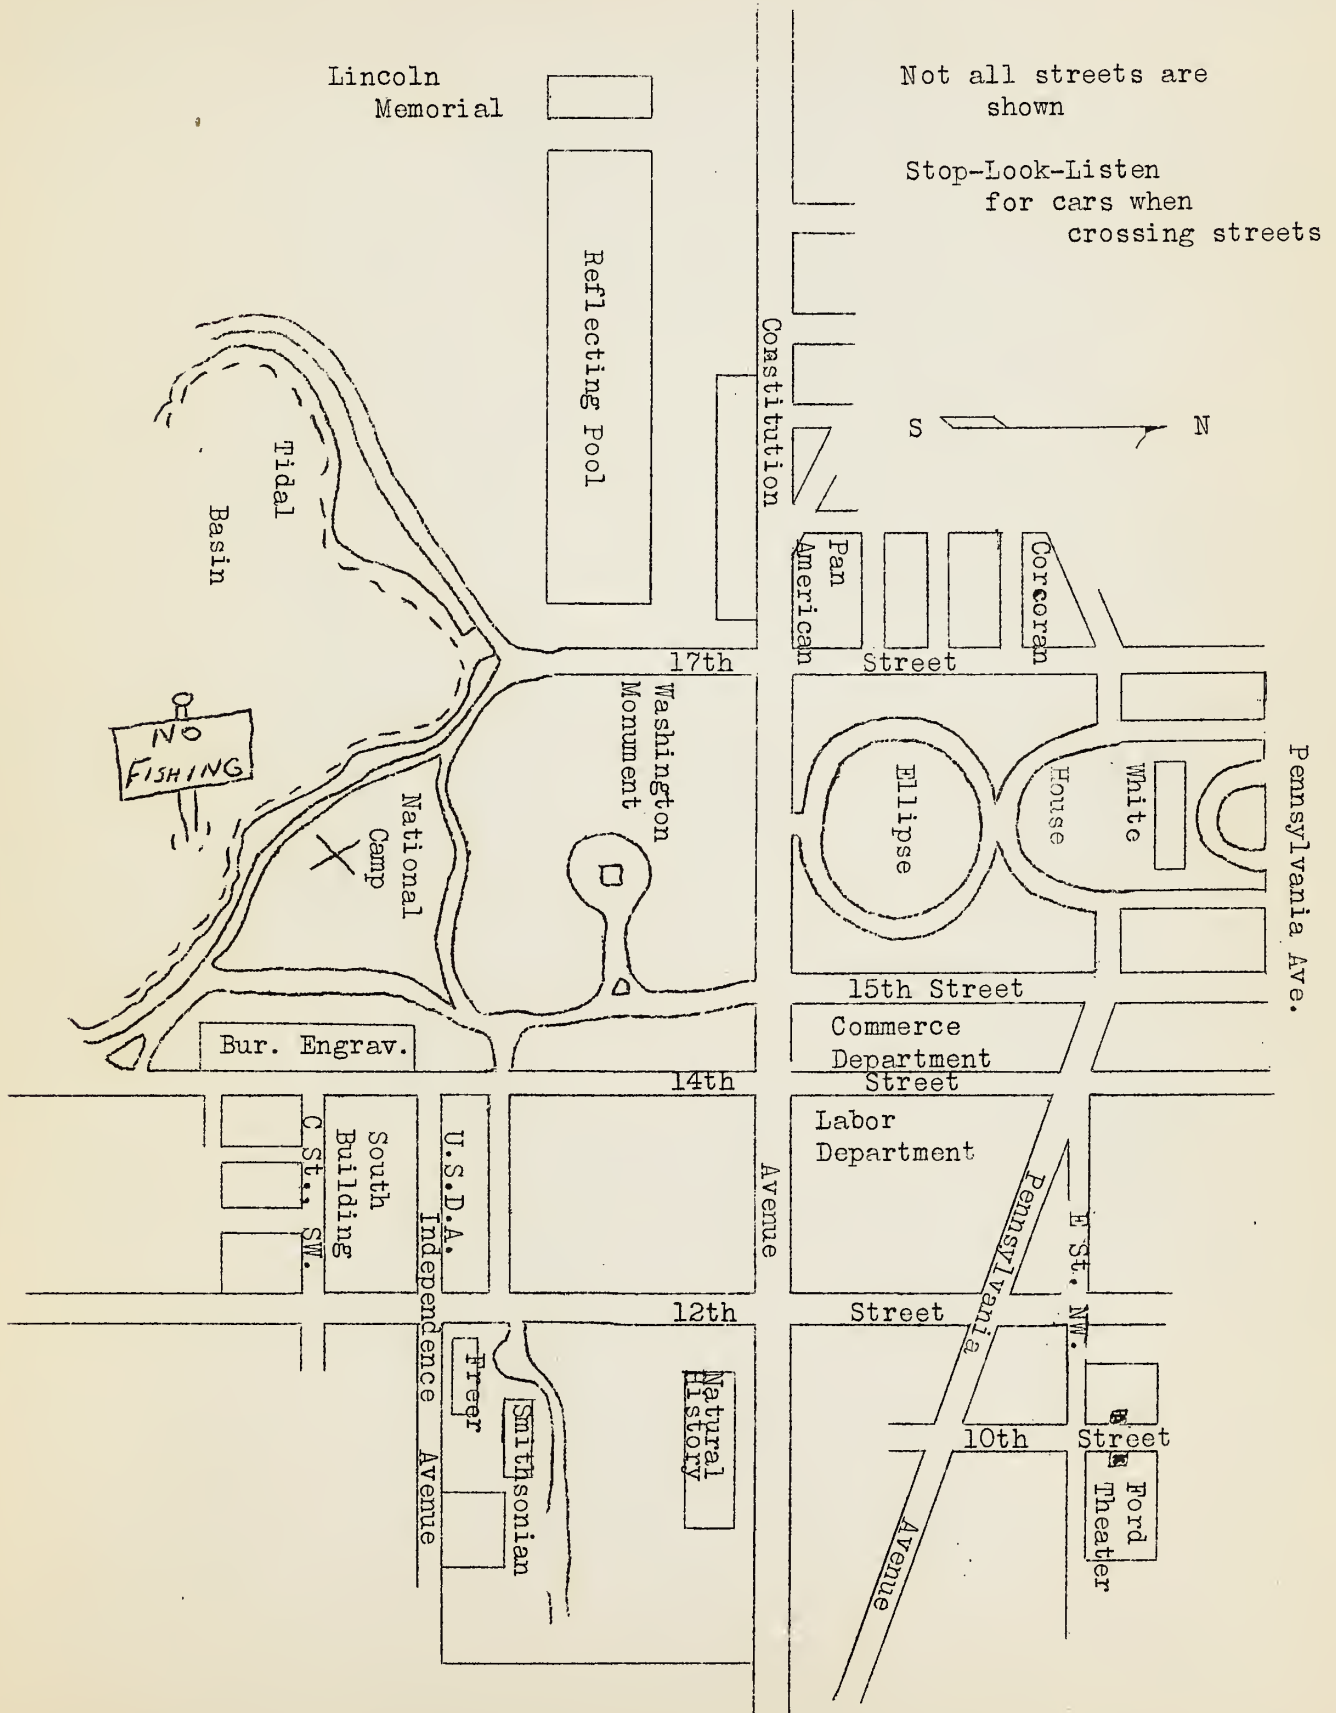 Lincoln
Memorial
Not all streets are
shown
Stop-Look-Listen
for cars when
crossing streets
Reflecting Pool
Constitution
S
N
Tidal
Basin
Pan
American
Corcoran
17th Street
Washington
Monument
NO
FISHING
National
Camp
Ellipse
White
House
Pennsylvania Ave.
15th Street
Commerce
Department
Bur. Engrav.
14th Street
Labor
Department
C St., SW.
South
Building
U.S.D.A.
Independence Avenue
Avenue
Pennsylvania Avenue
E St. NW.
12th Street
Freer
Smithsonian
Natural
History
10th Street
Ford
Theater